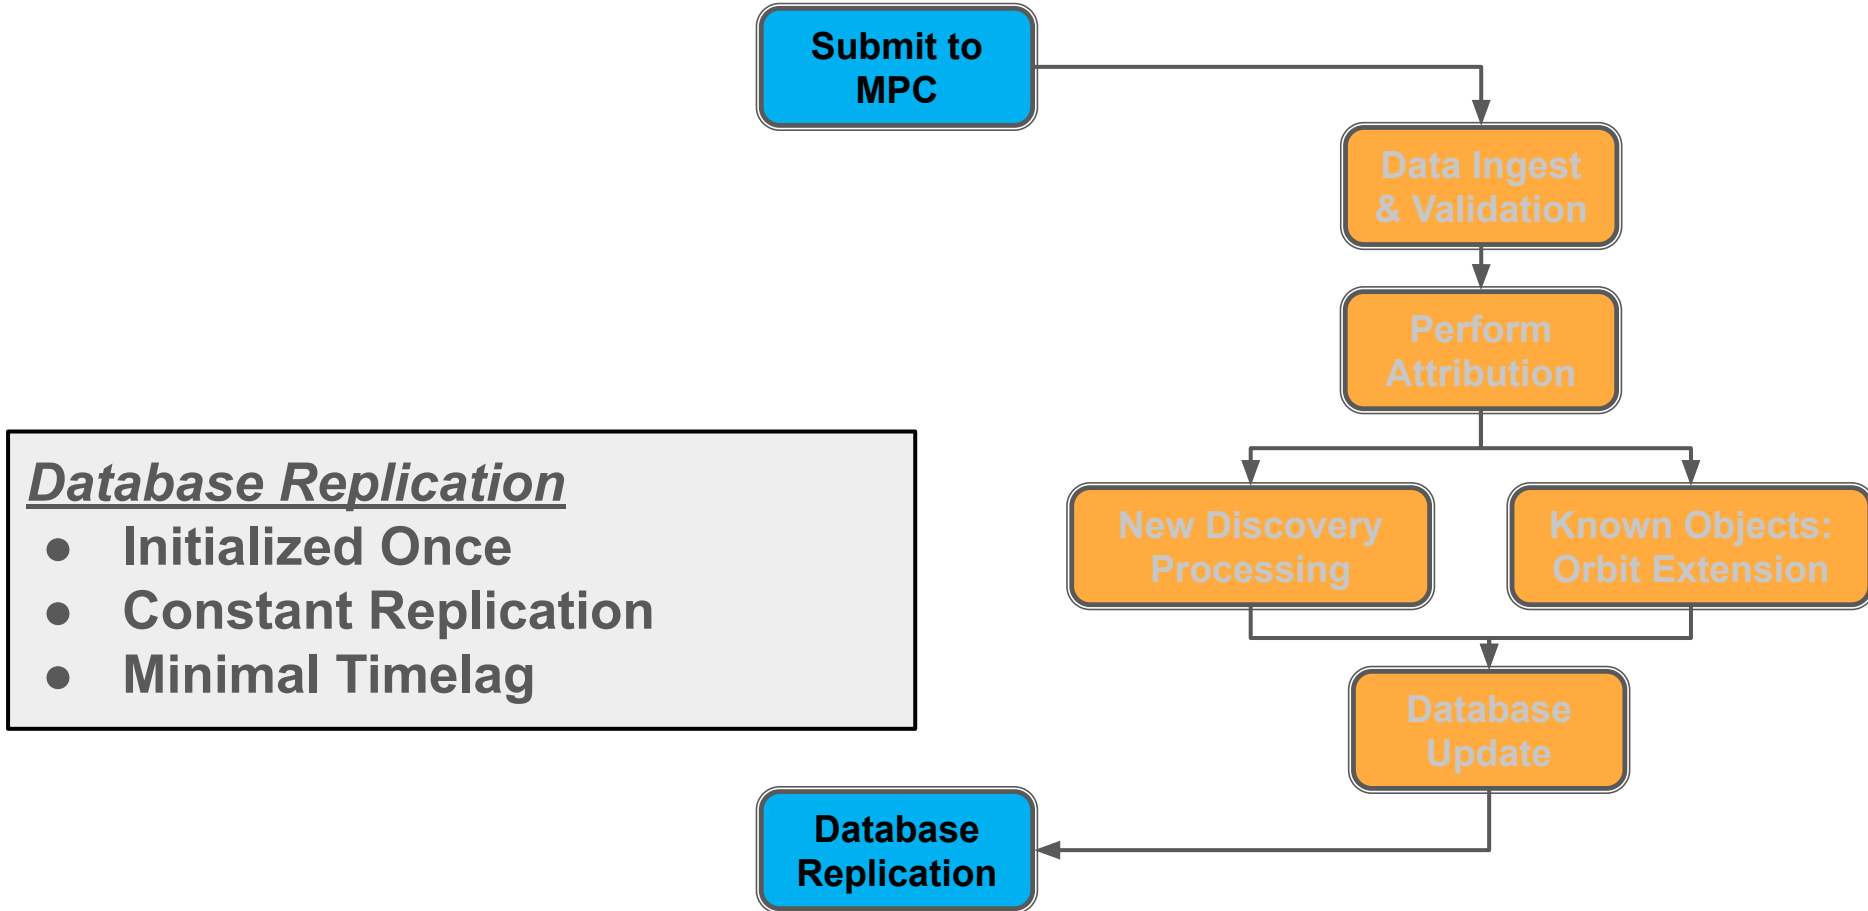 Submit to
MPC
Data Ingest
& Validation
Perform
Attribution
Database Replication
● Initialized Once
● Constant Replication
● Minimal Timelag
New Discovery
Processing
Known Objects:
Orbit Extension
Database
Update
Database
Replication